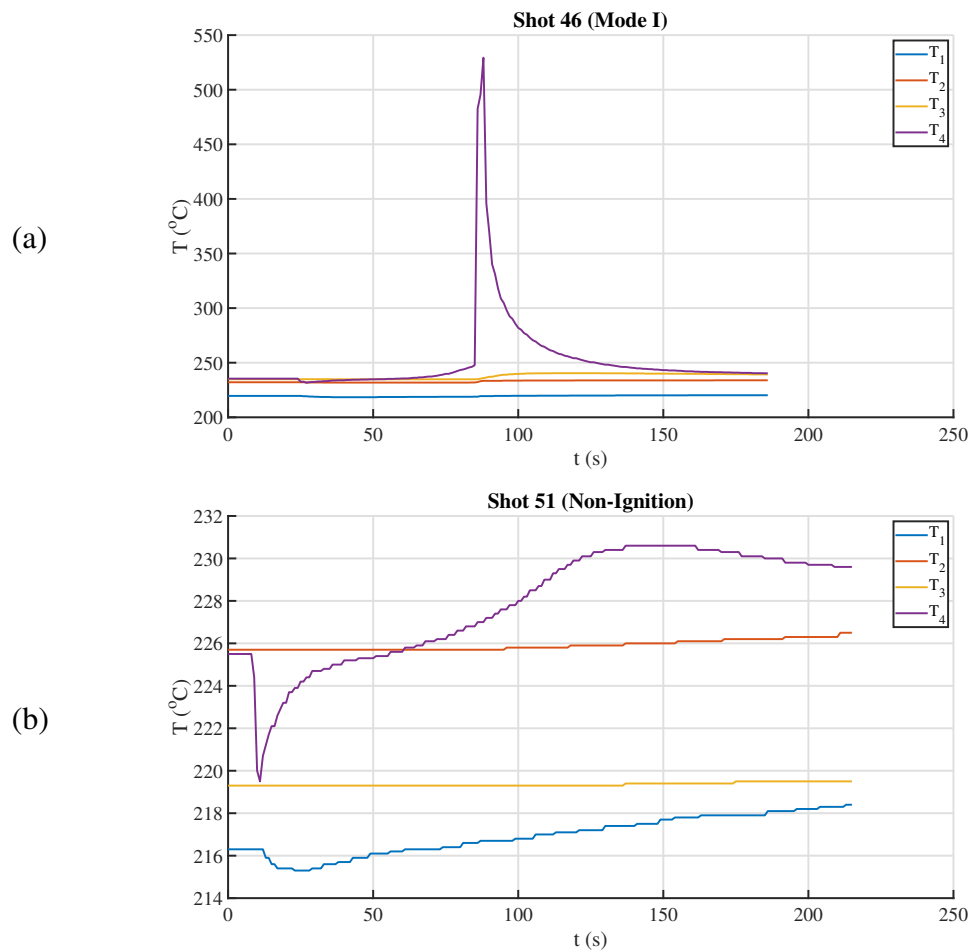 Shot 46 (Mode I)
550
500
450
400
350
300
250
200
T (°C)
T1
T2
T3
T4
0 50 100 150 200 250
t (s)
(a)
Shot 51 (Non-Ignition)
232
230
228
226
224
222
220
218
216
214
T (°C)
T1
T2
T3
T4
0 50 100 150 200 250
t (s)
(b)